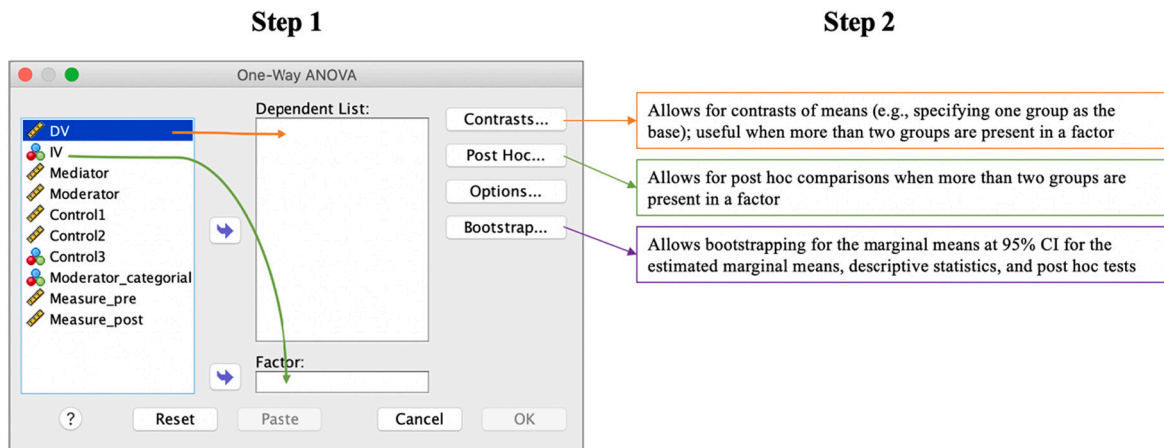 Step 1
Step 2
One-Way ANOVA
DV
IV
Mediator
Moderator
Control1
Control2
Control3
Moderator_categorial
Measure_pre
Measure_post
Dependent List:
Factor:
Contrasts...
Post Hoc...
Options...
Bootstrap...
?
Reset
Paste
Cancel
OK
Allows for contrasts of means (e.g., specifying one group as the
base); useful when more than two groups are present in a factor
Allows for post hoc comparisons when more than two groups are
present in a factor
Allows bootstrapping for the marginal means at 95% CI for the
estimated marginal means, descriptive statistics, and post hoc tests